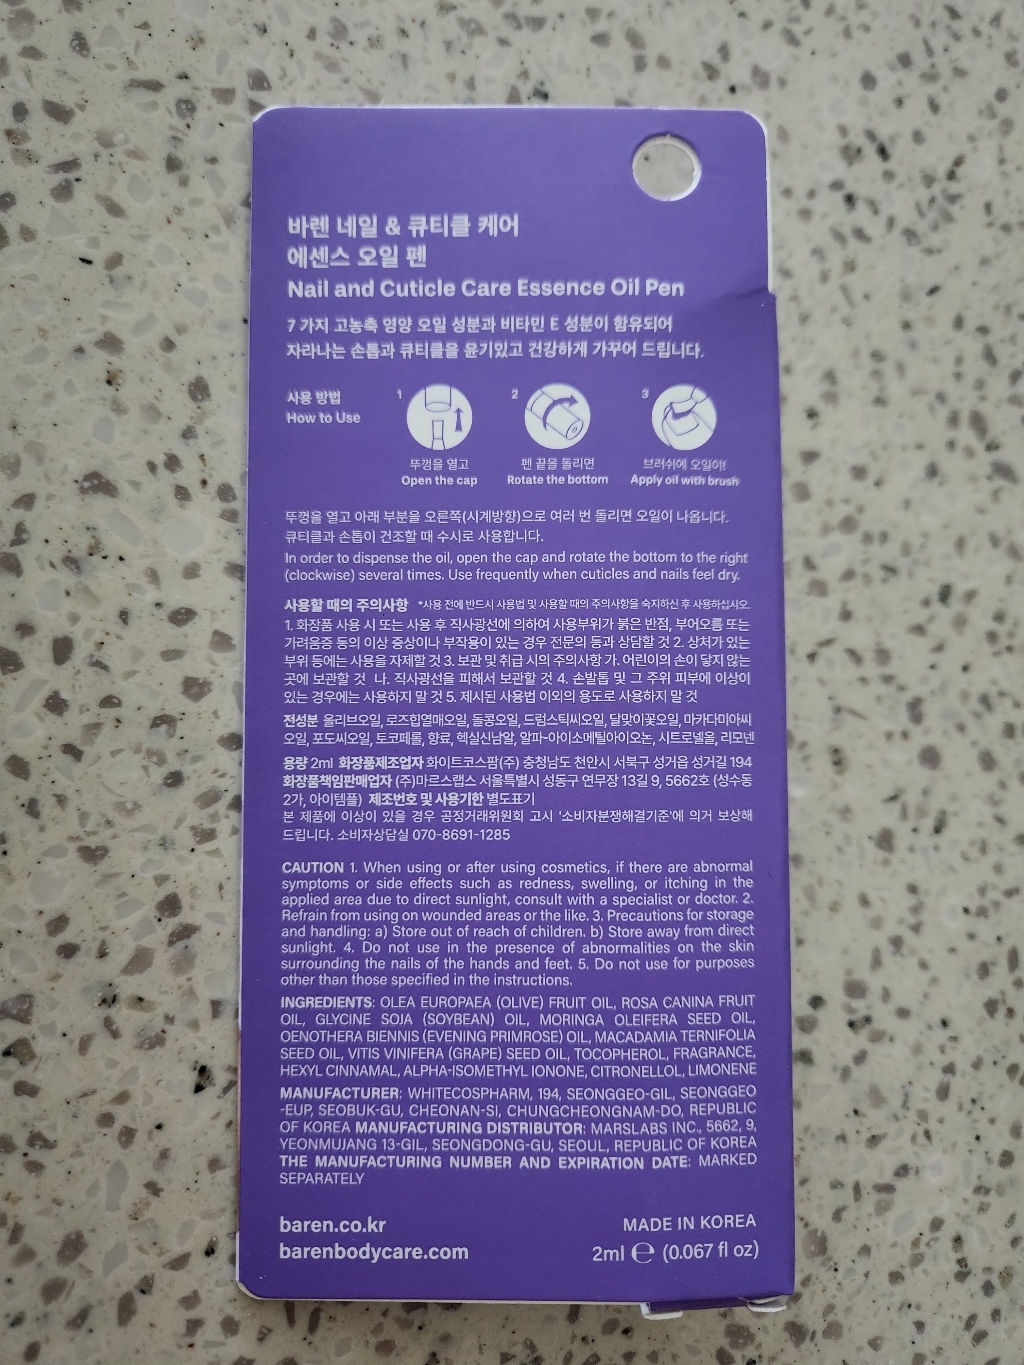 바렌 네일 & 큐티클 케어
에센스 오일 펜
Nail and Cuticle Care Essence Oil Pen
7 가지 고농축 영양 오일 성분과 비타민 E 성분이 함유되어
자라나는 손톱과 큐티클을 윤기있고 건강하게 가꾸어 드립니다.
사용 방법
How to Use
1
뚜껑을 열고
Open the cap
2
펜 끝을 돌리면
Rotate the bottom
3
브러쉬에 오일이!
Apply oil with brush
뚜껑을 열고 아래 부분을 오른쪽(시계방향)으로 여러 번 돌리면 오일이 나옵니다.
큐티클과 손톱이 건조할 때 수시로 사용합니다.
In order to dispense the oil, open the cap and rotate the bottom to the right
(clockwise) several times. Use frequently when cuticles and nails feel dry.
사용할 때의 주의사항 *사용 전에 반드시 사용법 및 사용할 때의 주의사항을 숙지하신 후 사용하십시오.
1. 화장품 사용 시 또는 사용 후 직사광선에 의하여 사용부위가 붉은 반점, 부어오름 또는
가려움증 등의 이상 증상이나 부작용이 있는 경우 전문의 등과 상담할 것 2. 상처가 있는
부위 등에는 사용을 자제할 것 3. 보관 및 취급 시의 주의사항 가. 어린이의 손이 닿지 않는
곳에 보관할 것 나. 직사광선을 피해서 보관할 것 4. 손발톱 및 그 주위 피부에 이상이
있는 경우에는 사용하지 말 것 5. 제시된 사용법 이외의 용도로 사용하지 말 것
전성분 올리브오일, 로즈힙열매오일, 돌콩오일, 드럼스틱씨오일, 달맞이꽃오일, 마카다미아씨
오일, 포도씨오일, 토코페롤, 향료, 헥실신남알, 알파-아이소메틸아이오논, 시트로넬올, 리모넨
용량 2ml 화장품제조업자 화이트코스팜(주) 충청남도 천안시 서북구 성거읍 성거길 194
화장품책임판매업자 (주)마르스랩스 서울특별시 성동구 연무장 13길 9, 5662호 (성수동
2가, 아이템플) 제조번호 및 사용기한 별도표기
본 제품에 이상이 있을 경우 공정거래위원회 고시 '소비자분쟁해결기준'에 의거 보상해
드립니다. 소비자상담실 070-8691-1285
CAUTION 1. When using or after using cosmetics, if there are abnormal
symptoms or side effects such as redness, swelling, or itching in the
applied area due to direct sunlight, consult with a specialist or doctor. 2.
Refrain from using on wounded areas or the like. 3. Precautions for storage
and handling: a) Store out of reach of children. b) Store away from direct
sunlight. 4. Do not use in the presence of abnormalities on the skin
surrounding the nails of the hands and feet. 5. Do not use for purposes
other than those specified in the instructions.
INGREDIENTS: OLEA EUROPAEA (OLIVE) FRUIT OIL, ROSA CANINA FRUIT
OIL, GLYCINE SOJA (SOYBEAN) OIL, MORINGA OLEIFERA SEED OIL,
OENOTHERA BIENNIS (EVENING PRIMROSE) OIL, MACADAMIA TERNIFOLIA
SEED OIL, VITIS VINIFERA (GRAPE) SEED OIL, TOCOPHEROL, FRAGRANCE,
HEXYL CINNAMAL, ALPHA-ISOMETHYL IONONE, CITRONELLOL, LIMONENE
MANUFACTURER: WHITECOSPHARM, 194, SEONGGEO-GIL, SEONGGEO
-EUP, SEOBUK-GU, CHEONAN-SI, CHUNGCHEONGNAM-DO, REPUBLIC
OF KOREA MANUFACTURING DISTRIBUTOR: MARSLABS INC., 5662, 9,
YEONMUJANG 13-GIL, SEONGDONG-GU, SEOUL, REPUBLIC OF KOREA
THE MANUFACTURING NUMBER AND EXPIRATION DATE: MARKED
SEPARATELY
baren.co.kr
barenbodycare.com
MADE IN KOREA
2ml ℮ (0.067 fl oz)